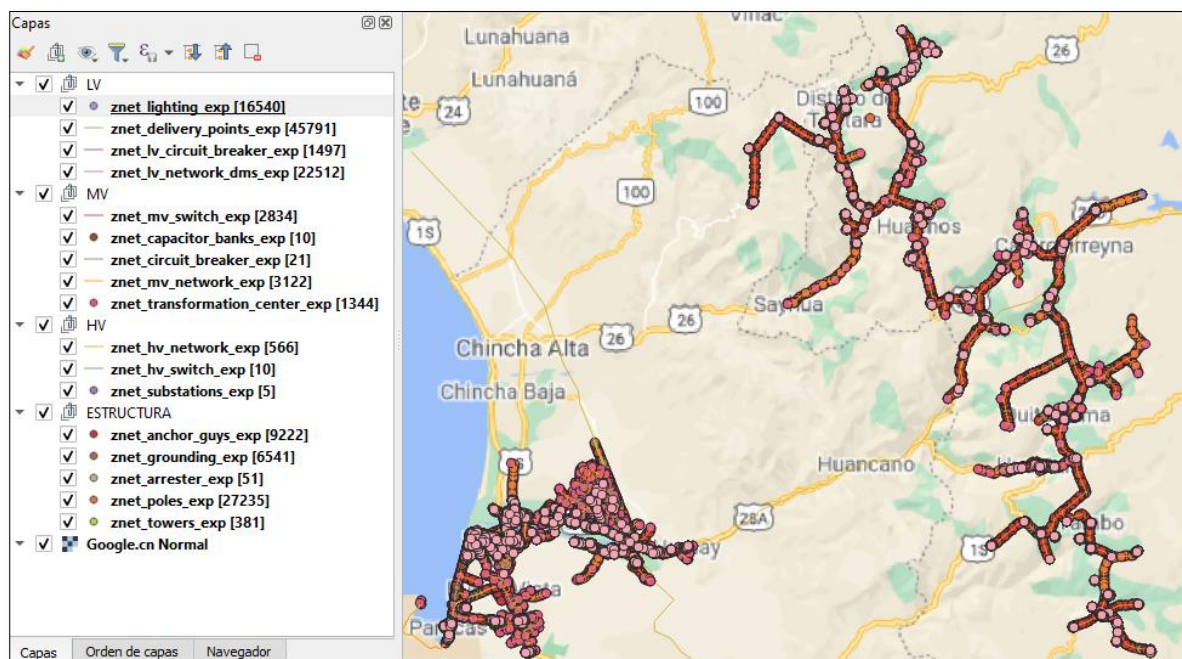 Capas
LV
znet_lighting_exp [16540]
znet_delivery_points_exp [45791]
znet_lv_circuit_breaker_exp [1497]
znet_lv_network_dms_exp [22512]
MV
znet_mv_switch_exp [2834]
znet_capacitor_banks_exp [10]
znet_circuit_breaker_exp [21]
znet_mv_network_exp [3122]
znet_transformation_center_exp [1344]
HV
znet_hv_network_exp [566]
znet_hv_switch_exp [10]
znet_substations_exp [5]
ESTRUCTURA
znet_anchor_guys_exp [9222]
znet_grounding_exp [6541]
znet_arrester_exp [51]
znet_poles_exp [27235]
znet_towers_exp [381]
Google.cn Normal
Capas
Orden de capas
Navegador
Lunahuana
Lunahuaná
26
24
100
100
1S
26
26
Chincha Alta
Chincha Baja
Huancano
28A
1S